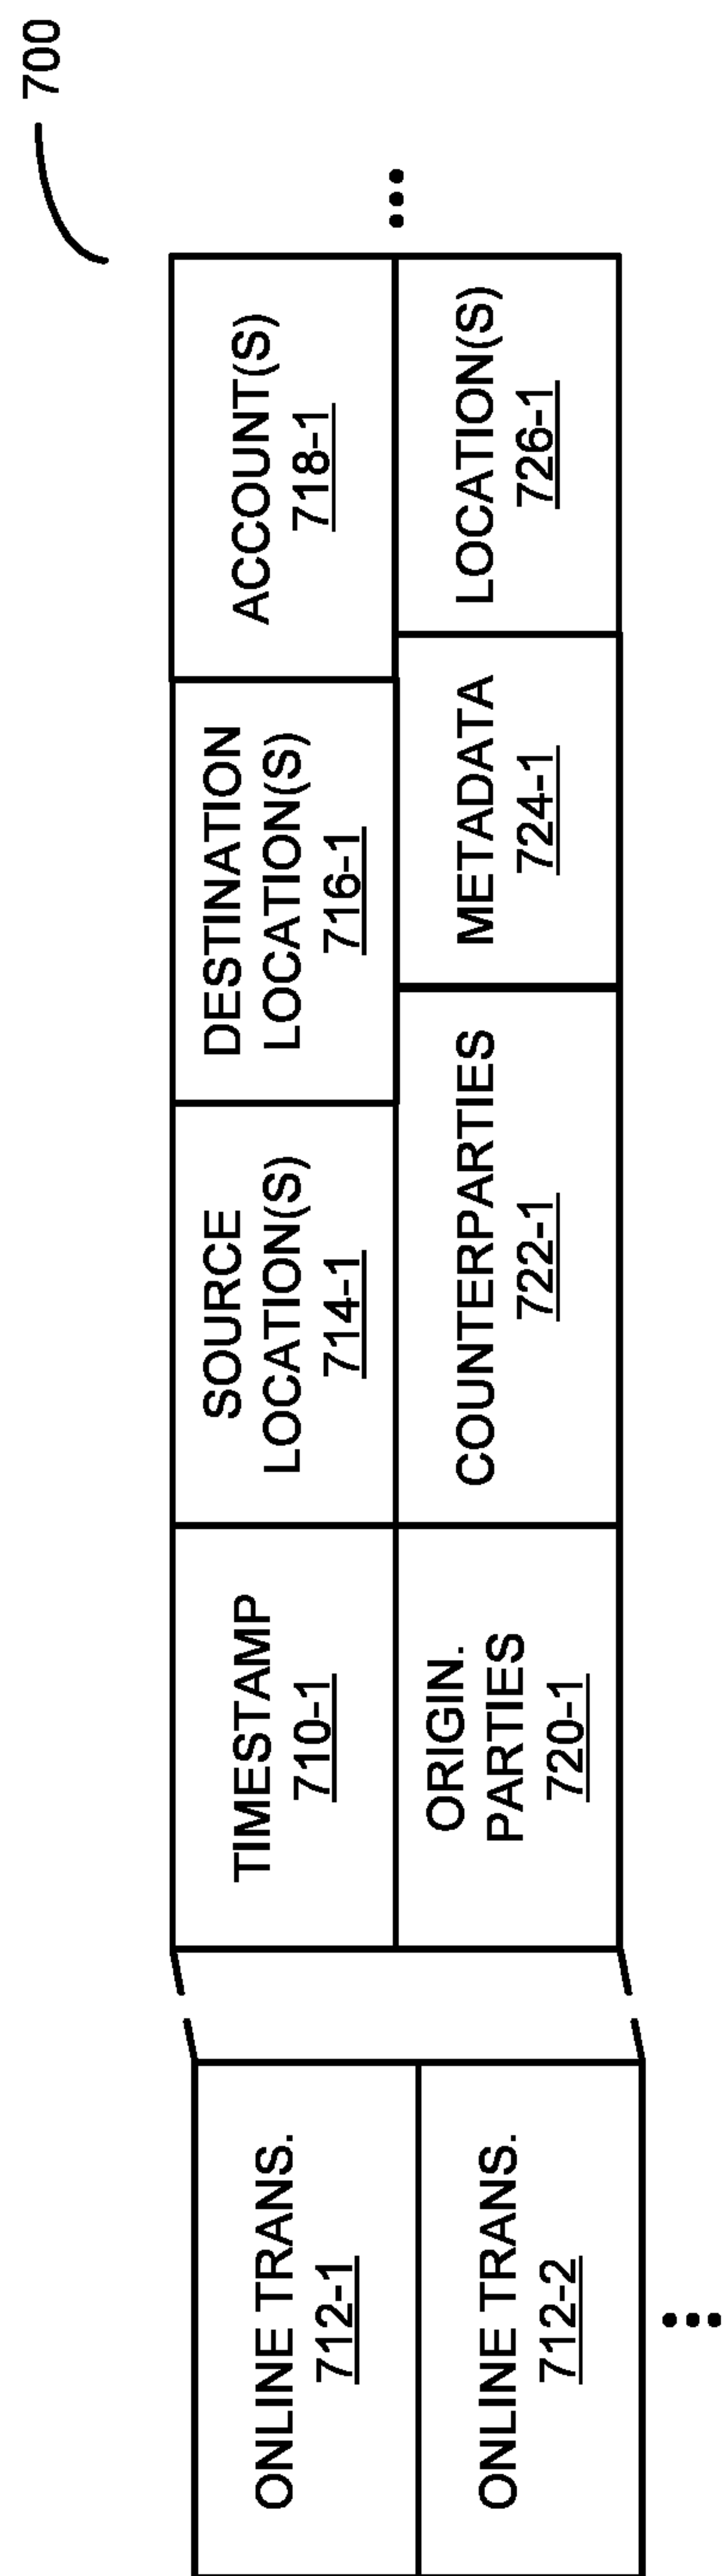 700
ONLINE TRANS.
712-1
ONLINE TRANS.
712-2
TIMESTAMP
710-1
SOURCE
LOCATION(S)
714-1
DESTINATION
LOCATION(S)
716-1
ACCOUNT(S)
718-1
ORIGIN.
PARTIES
720-1
COUNTERPARTIES
722-1
METADATA
724-1
LOCATION(S)
726-1